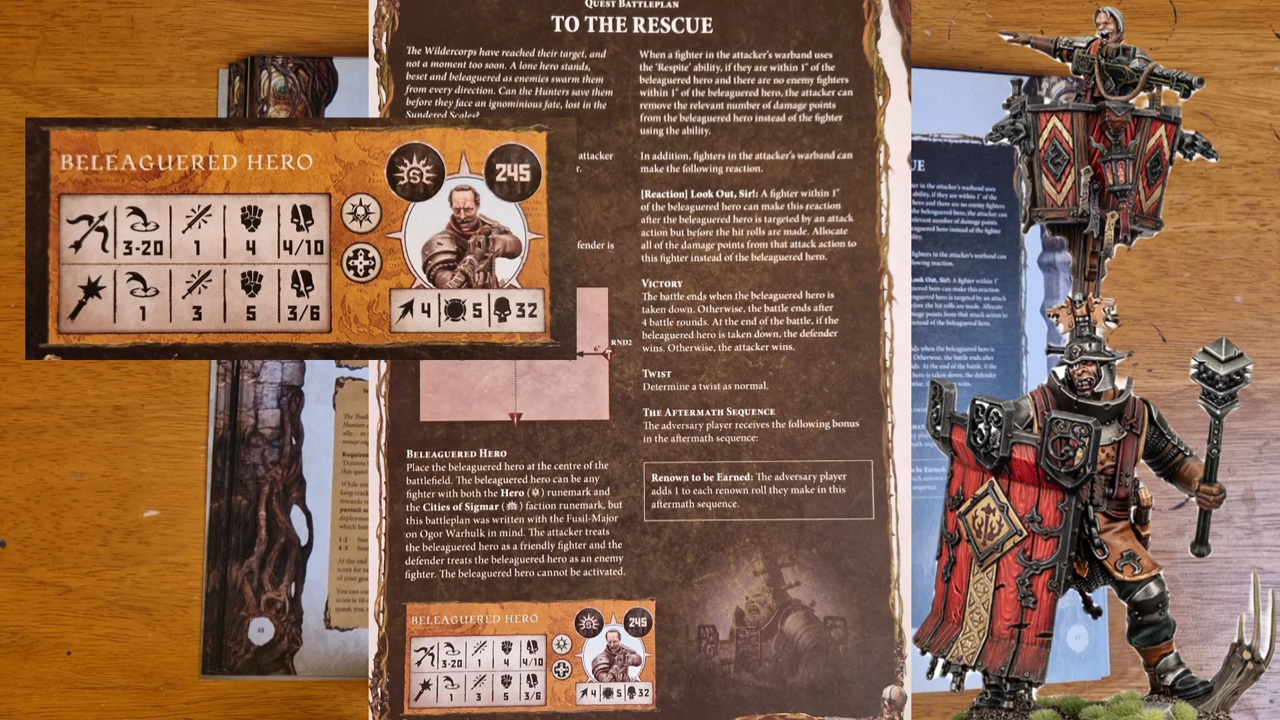 QUEST BATTLEPLAN
TO THE RESCUE
The Wildercorps have reached their target, and
not a moment too soon. A lone hero stands,
beset and beleaguered as enemies swarm them
from every direction. Can the Hunters save them
before they face an ignominious fate, lost in the
Sundered Scales?
attacker
r.
fender is
RND2
6"
BELEAGUERED HERO
245
3-20 1 4 4/10
1 3 5 3/6
4 5 32
BELEAGUERED HERO
Place the beleaguered hero at the centre of the
battlefield. The beleaguered hero can be any
fighter with both the Hero () runemark and
the Cities of Sigmar () faction runemark, but
this battleplan was written with the Fusil-Major
on Ogor Warhulk in mind. The attacker treats
the beleaguered hero as a friendly fighter and the
defender treats the beleaguered hero as an enemy
fighter. The beleaguered hero cannot be activated.
BELEAGUERED HERO
245
3-20 1 4 4/10
1 3 5 3/6
4 5 32
When a fighter in the attacker's warband uses
the 'Respite' ability, if they are within 1" of the
beleaguered hero and there are no enemy fighters
within 1" of the beleaguered hero, the attacker can
remove the relevant number of damage points
from the beleaguered hero instead of the fighter
using the ability.
In addition, fighters in the attacker's warband can
make the following reaction.
[Reaction] Look Out, Sir!: A fighter within 1"
of the beleaguered hero can make this reaction
after the beleaguered hero is targeted by an attack
action but before the hit rolls are made. Allocate
all of the damage points from that attack action to
this fighter instead of the beleaguered hero.
VICTORY
The battle ends when the beleaguered hero is
taken down. Otherwise, the battle ends after
4 battle rounds. At the end of the battle, if the
beleaguered hero is taken down, the defender
wins. Otherwise, the attacker wins.
TWIST
Determine a twist as normal.
THE AFTERMATH SEQUENCE
The adversary player receives the following bonus
in the aftermath sequence:
Renown to be Earned: The adversary player
adds 1 to each renown roll they make in this
aftermath sequence.